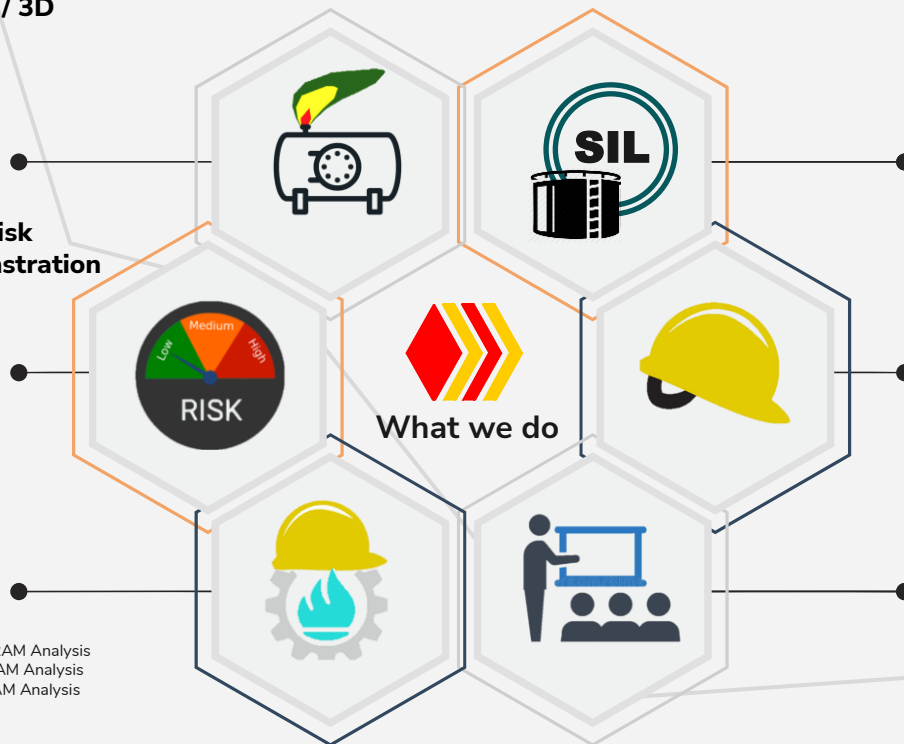 / 3D
SIL
isk
stration
Low
Medium
High
RISK
What we do
AM Analysis
AM Analysis
AM Analysis